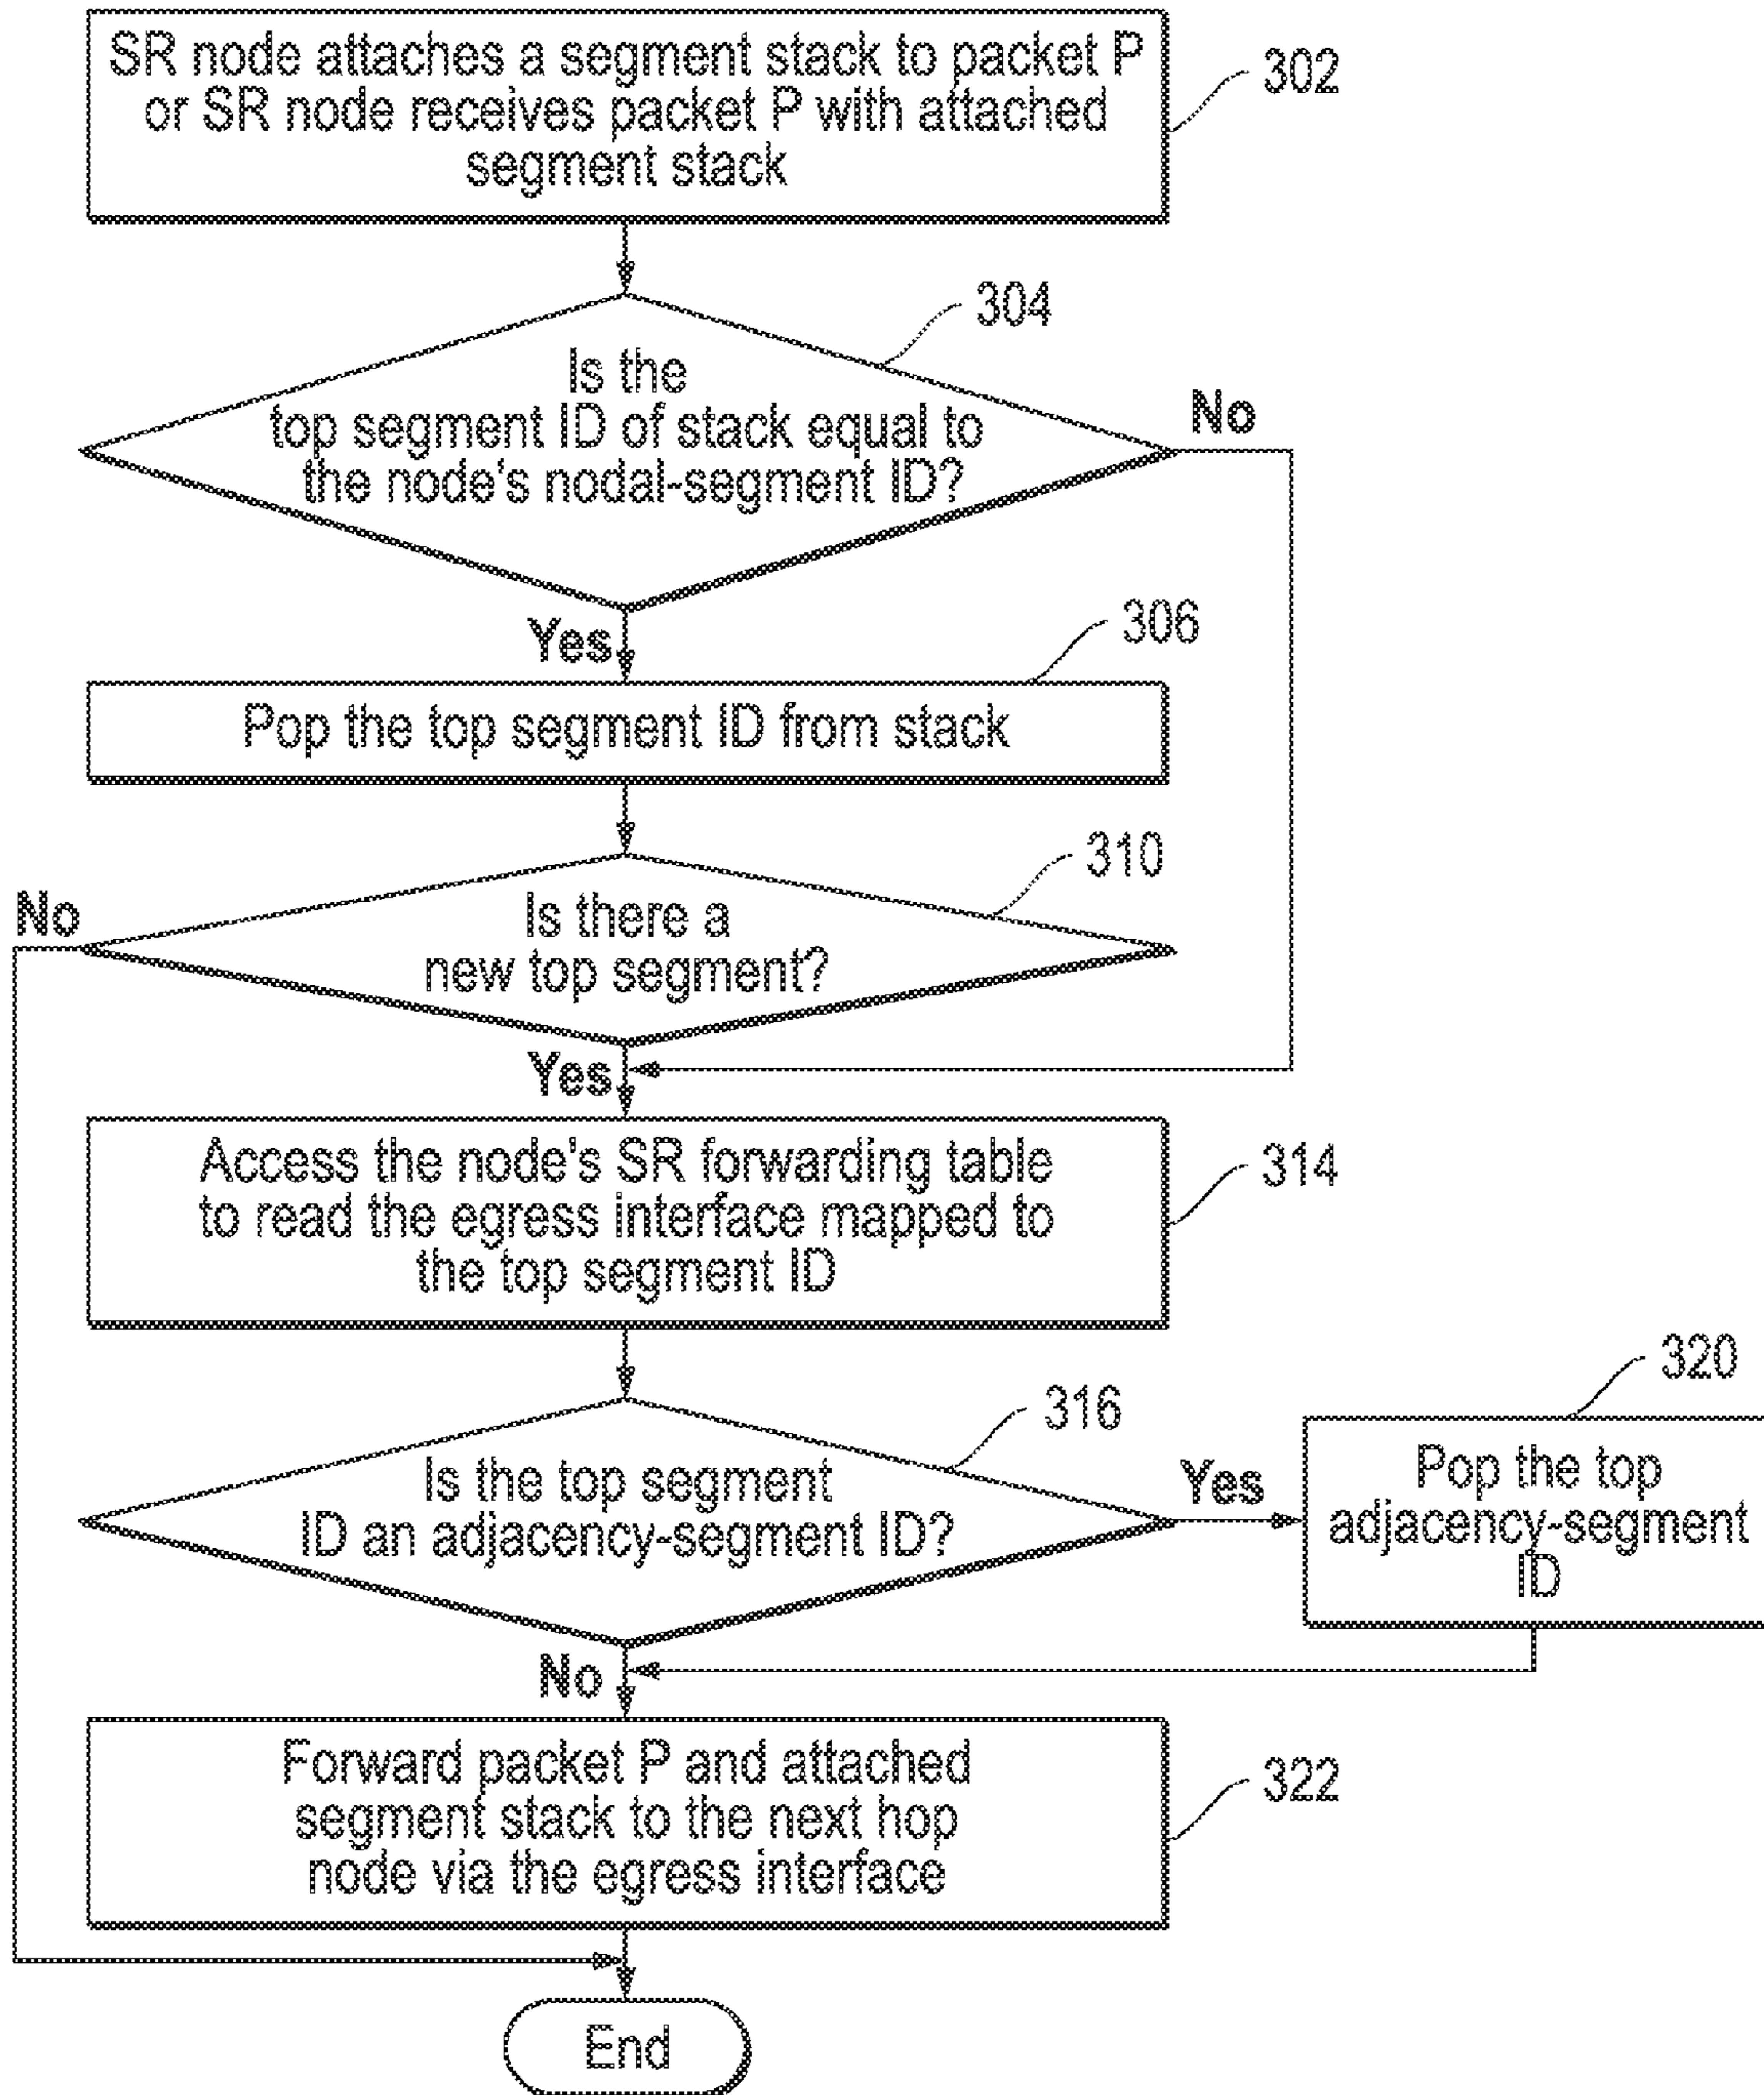 SR node attaches a segment stack to packet P
or SR node receives packet P with attached
segment stack
302
304
Is the
top segment ID of stack equal to
the node's nodal-segment ID?
No
Yes
306
Pop the top segment ID from stack
310
No
Is there a
new top segment?
Yes
Access the node's SR forwarding table
to read the egress interface mapped to
the top segment ID
314
316
Is the top segment
ID an adjacency-segment ID?
Yes
320
Pop the top
adjacency-segment
ID
No
Forward packet P and attached
segment stack to the next hop
node via the egress interface
322
End